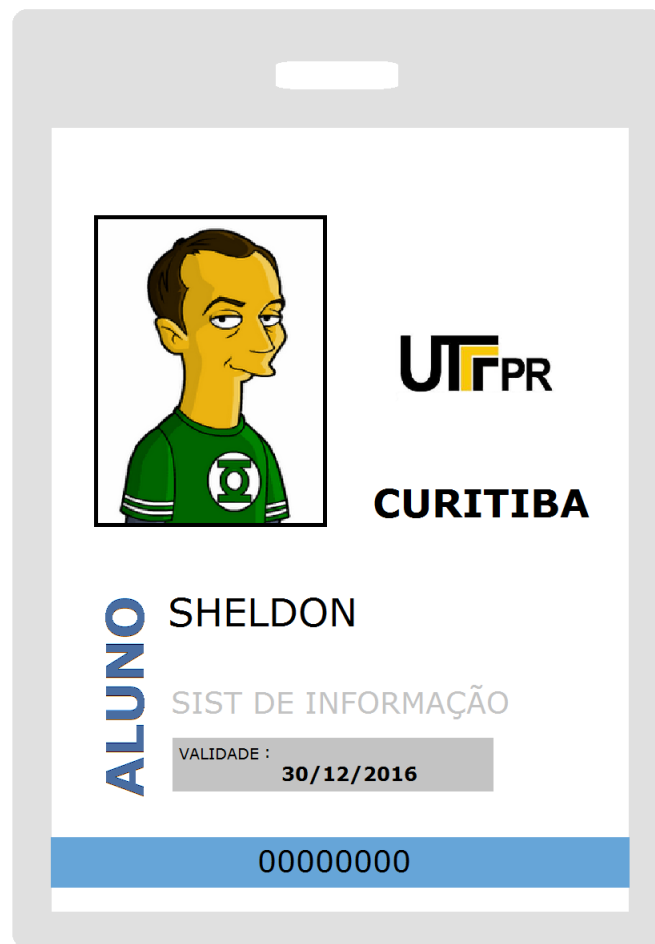 UTFPR
CURITIBA
ALUNO
SHELDON
SIST DE INFORMAÇÃO
VALIDADE :
30/12/2016
00000000